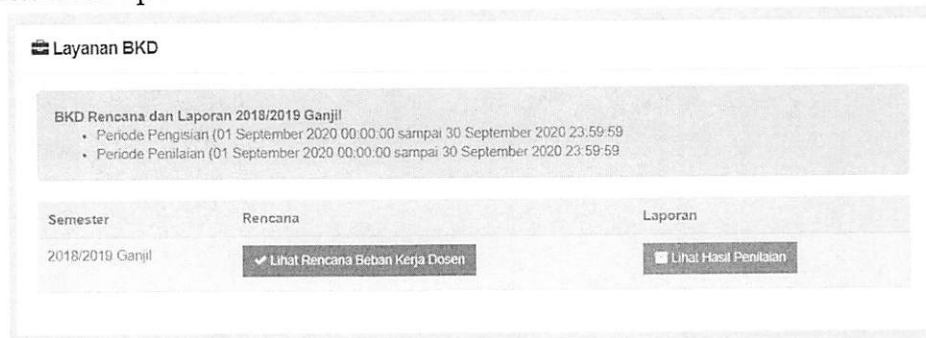 Layanan BKD
BKD Rencana dan Laporan 2018/2019 Ganjil
• Periode Pengisian (01 September 2020 00:00:00 sampai 30 September 2020 23:59:59
• Periode Penilaian (01 September 2020 00:00:00 sampai 30 September 2020 23:59:59
Semester Rencana Laporan
2018/2019 Ganjil Lihat Rencana Beban Kerja Dosen Lihat Hasil Penilaian